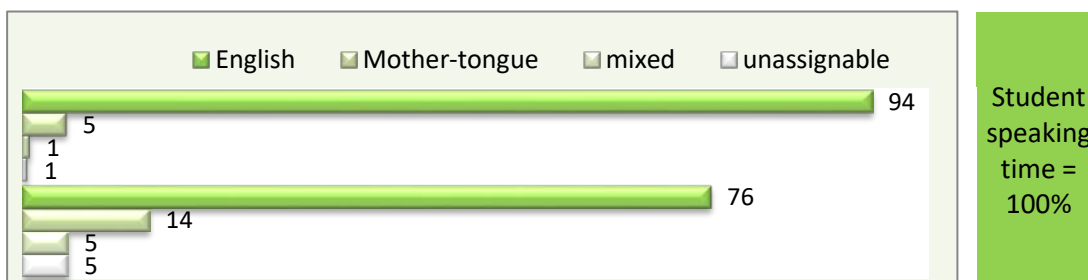 English Mother-tongue mixed unassignable
94
5
1
1
76
14
5
5
Student
speaking
time =
100%